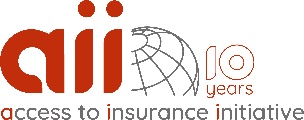 aii 10
years
access to insurance initiative